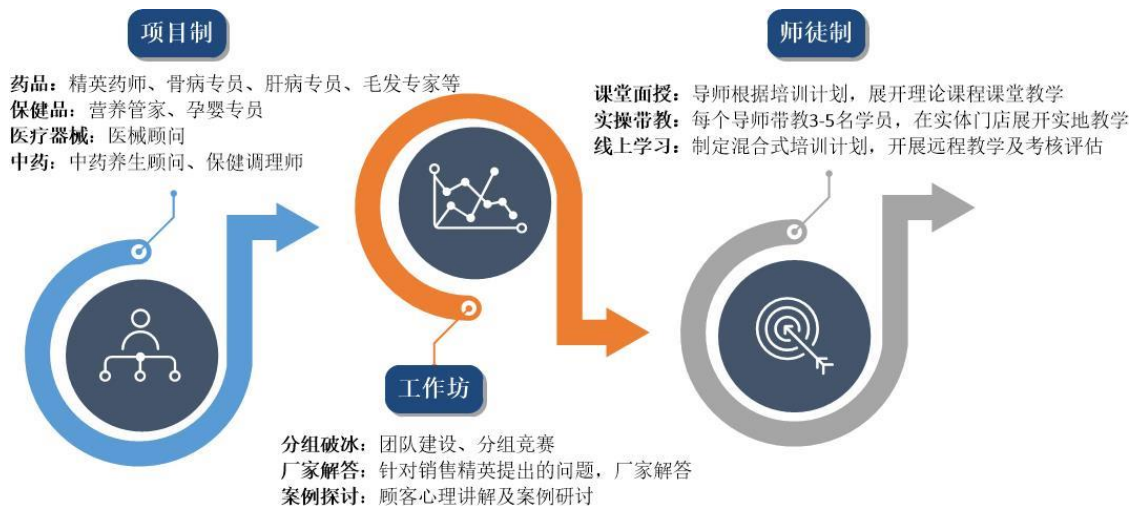 项目制
药品：精英药师、骨病专员、肝病专员、毛发专家等
保健品：营养管家、孕婴专员
医疗器械：医械顾问
中药：中药养生顾问、保健调理师
工作坊
分组破冰：团队建设、分组竞赛
厂家解答：针对销售精英提出的问题，厂家解答
案例探讨：顾客心理讲解及案例研讨
师徒制
课堂面授：导师根据培训计划，展开理论课程课堂教学
实操带教：每个导师带教3-5名学员，在实体门店展开实地教学
线上学习：制定混合式培训计划，开展远程教学及考核评估